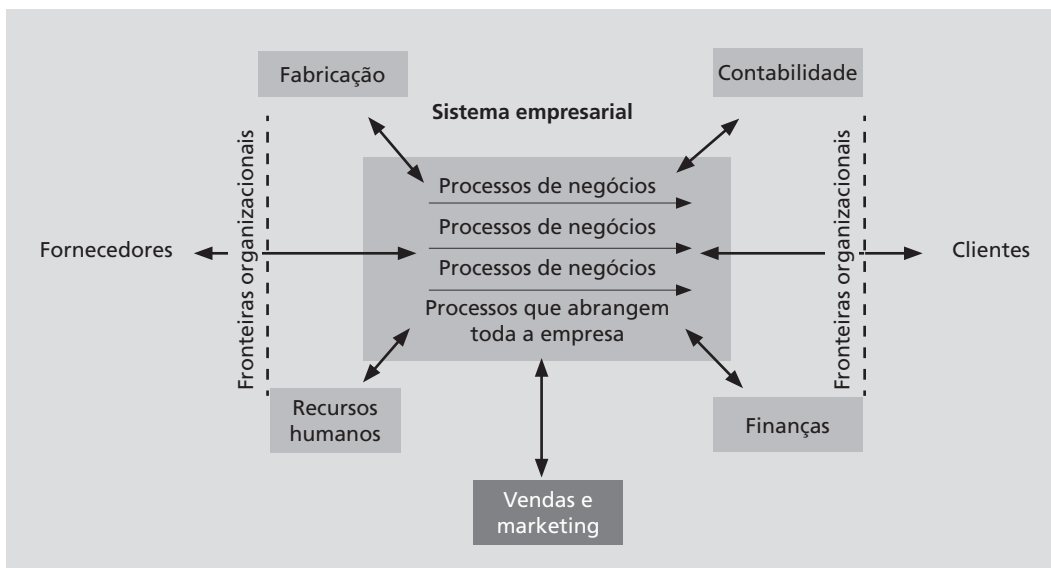 Fabricação
Contabilidade
Sistema empresarial
Fronteiras organizacionais
Fronteiras organizacionais
Processos de negócios
Processos de negócios
Processos de negócios
Processos que abrangem
toda a empresa
Fornecedores
Clientes
Recursos
humanos
Finanças
Vendas e
marketing